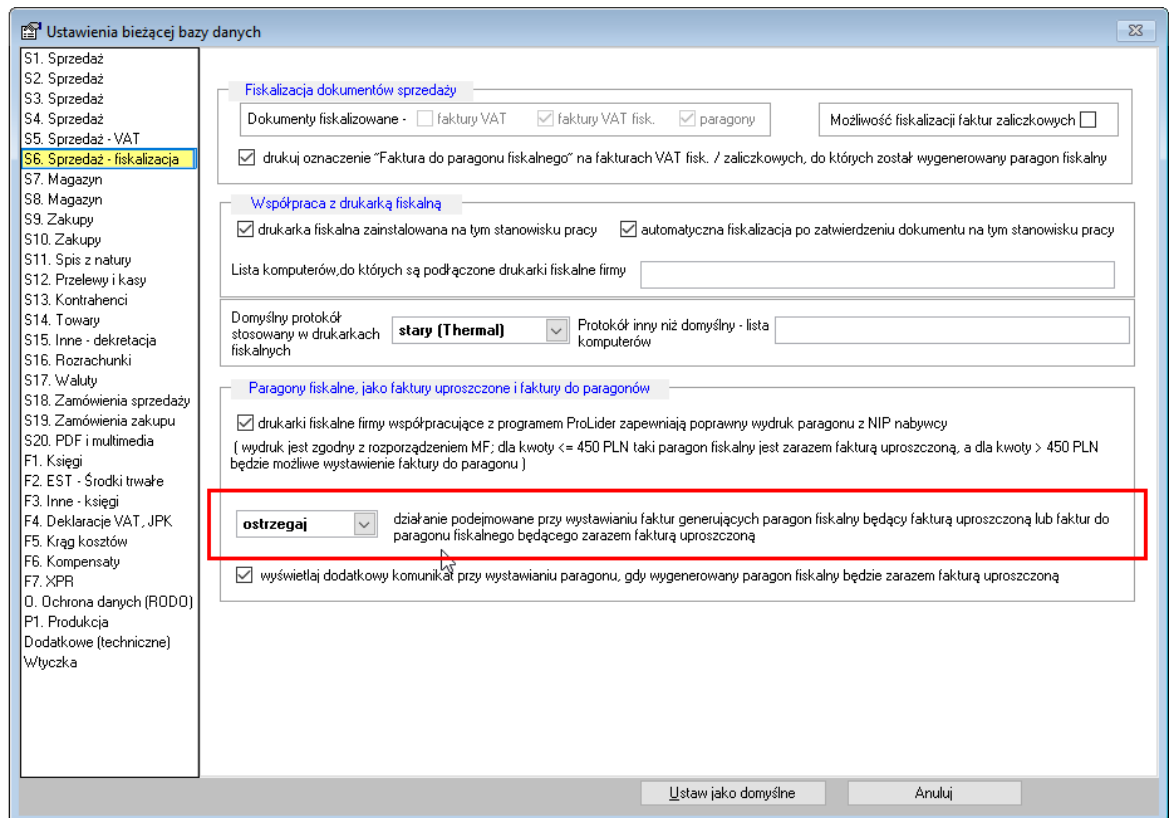 Ustawienia bieżącej bazy danych
S1. Sprzedaż
S2. Sprzedaż
S3. Sprzedaż
S4. Sprzedaż
S5. Sprzedaż - VAT
S6. Sprzedaż - fiskalizacja
S7. Magazyn
S8. Magazyn
S9. Zakupy
S10. Zakupy
S11. Spis z natury
S12. Przelewy i kasy
S13. Kontrahenci
S14. Towary
S15. Inne - dekretacja
S16. Rozrachunki
S17. Waluty
S18. Zamówienia sprzedaży
S19. Zamówienia zakupu
S20. PDF i multimedia
F1. Księgi
F2. EST - Środki trwałe
F3. Inne - księgi
F4. Deklaracje VAT, JPK
F5. Krąg kosztów
F6. Kompensaty
F7. XPR
O. Ochrona danych (RODO)
P1. Produkcja
Dodatkowe (techniczne)
Wtyczka
Fiskalizacja dokumentów sprzedaży
Dokumenty fiskalizowane - faktury VAT faktury VAT fisk. paragony
Możliwość fiskalizacji faktur zaliczkowych
drukuj oznaczenie "Faktura do paragonu fiskalnego" na fakturach VAT fisk. / zaliczkowych, do których został wygenerowany paragon fiskalny
Współpraca z drukarką fiskalną
drukarka fiskalna zainstalowana na tym stanowisku pracy
automatyczna fiskalizacja po zatwierdzeniu dokumentu na tym stanowisku pracy
Lista komputerów,do których są podłączone drukarki fiskalne firmy
Domyślny protokół
stosowany w drukarkach
fiskalnych
stary (Thermal)
Protokół inny niż domyślny - lista
komputerów
Paragony fiskalne, jako faktury uproszczone i faktury do paragonów
drukarki fiskalne firmy współpracujące z programem ProLider zapewniają poprawny wydruk paragonu z NIP nabywcy
( wydruk jest zgodny z rozporządzeniem MF; dla kwoty <= 450 PLN taki paragon fiskalny jest zarazem fakturą uproszczoną, a dla kwoty > 450 PLN
będzie możliwe wystawienie faktury do paragonu )
ostrzegaj
działanie podejmowane przy wystawianiu faktur generujących paragon fiskalny będący fakturą uproszczoną lub faktur do
paragonu fiskalnego będącego zarazem fakturą uproszczoną
wyświetlaj dodatkowy komunikat przy wystawianiu paragonu, gdy wygenerowany paragon fiskalny będzie zarazem fakturą uproszczoną
Ustaw jako domyślne
Anuluj